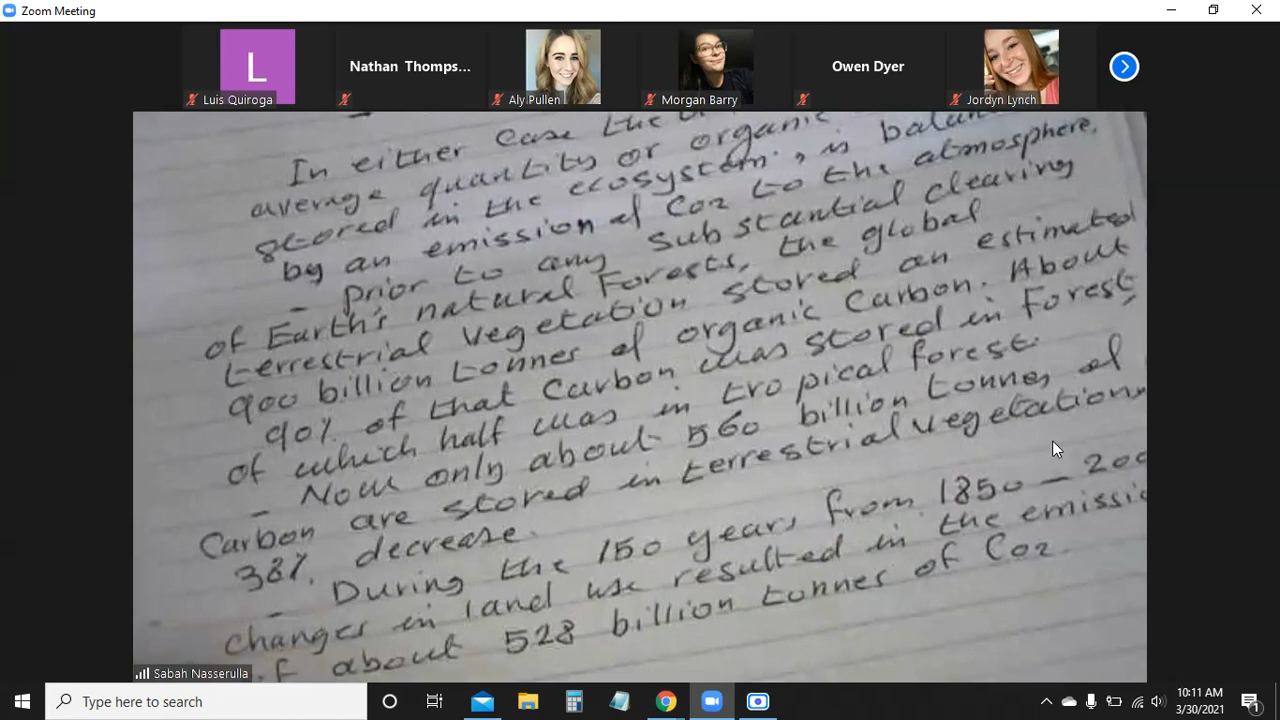 Zoom Meeting
L
Luis Quiroga
Nathan Thomps...
Aly Pullen
Morgan Barry
Owen Dyer
Jordyn Lynch
In either case the
average quantity or organic
stored in the ecosystem, is
by an emission of CO2 to the atmosphere.
- Prior to any substantial clearing
of Earth's natural Forests, the global
terrestrial vegetation stored an estimated
900 billion tonnes of organic carbon. About
90% of that carbon was stored in Forest,
of which half was in tropical forest.
- Now only about 560 billion tonnes of
Carbon are stored in terrestrial vegetation,
38% decrease.
- During the 150 years from 1850 -
changes in land use resulted in the
about 528 billion tonnes of CO2.
Sabah Nasserulla
Type here to search
10:11 AM
3/30/2021
1